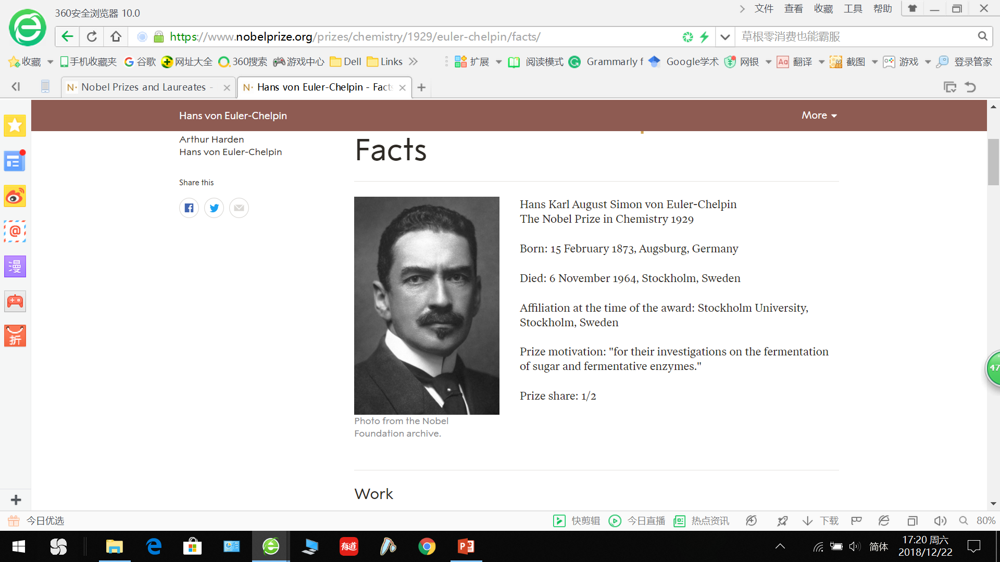 360安全浏览器 10.0
文件 查看 收藏 工具 帮助
https://www.nobelprize.org/prizes/chemistry/1929/euler-chelpin/facts/
草根零消费也能霸服
收藏 手机收藏夹 谷歌 网址大全 360搜索 游戏中心 Dell Links 扩展 阅读模式 Grammarly f Google学术 网银 翻译 截图 游戏 登录管家
Nobel Prizes and Laureates -
Hans von Euler-Chelpin - Facts
Hans von Euler-Chelpin
More
Arthur Harden
Hans von Euler-Chelpin
Share this
Facts
Hans Karl August Simon von Euler-Chelpin
The Nobel Prize in Chemistry 1929
Born: 15 February 1873, Augsburg, Germany
Died: 6 November 1964, Stockholm, Sweden
Affiliation at the time of the award: Stockholm University,
Stockholm, Sweden
Prize motivation: "for their investigations on the fermentation
of sugar and fermentative enzymes."
Prize share: 1/2
Photo from the Nobel
Foundation archive.
Work
漫
折
47
今日优选
快剪辑 今日直播 热点资讯 下载 80%
有道
简体
17:20 周六
2018/12/22